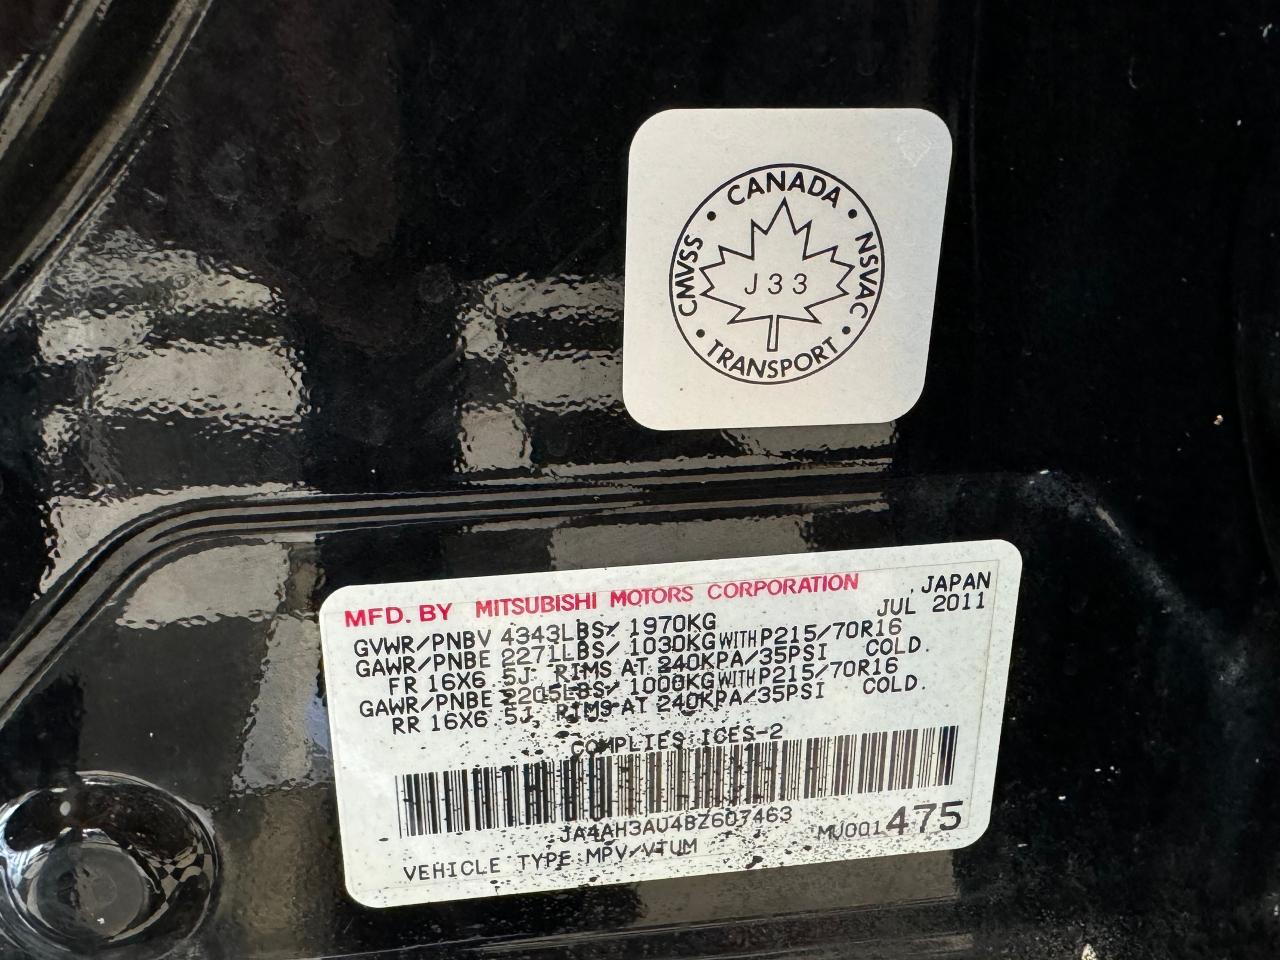 CANADA
CMVSS
NSVAC
J33
TRANSPORT
MFD. BY MITSUBISHI MOTORS CORPORATION , JAPAN
JUL 2011
GVWR/PNBV 4343LBS/ 1970KG
GAWR/PNBE 2271LBS/ 1030KG WITH P215/70R16
FR 16X6 5J, RIMS AT 240KPA/35PSI COLD.
GAWR/PNBE 2205LBS/ 1000KG WITH P215/70R16
RR 16X6 5J, RIMS AT 240KPA/35PSI COLD.
COMPLIES ICES-2
JA4AH3AU4BZ607463
MU001475
VEHICLE TYPE MPV/VTUM